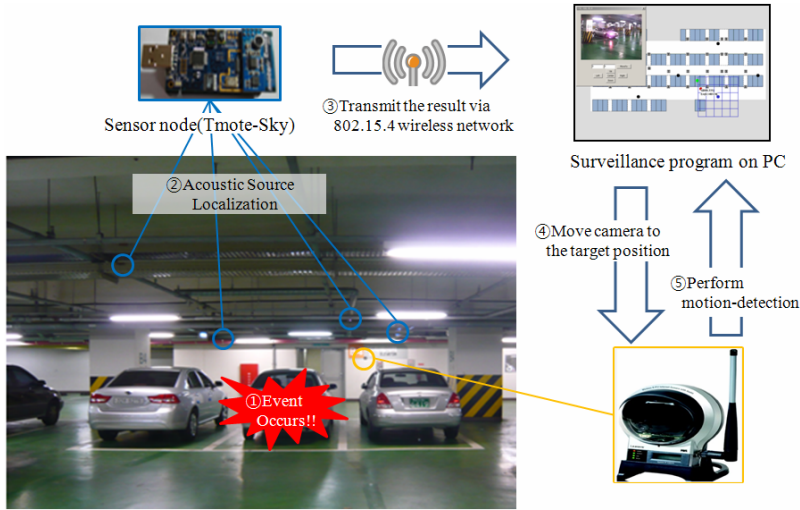 Sensor node(Tmote-Sky)
③Transmit the result via
802.15.4 wireless network
Surveillance program on PC
②Acoustic Source
Localization
④Move camera to
the target position
⑤Perform
motion-detection
①Event
Occurs!!